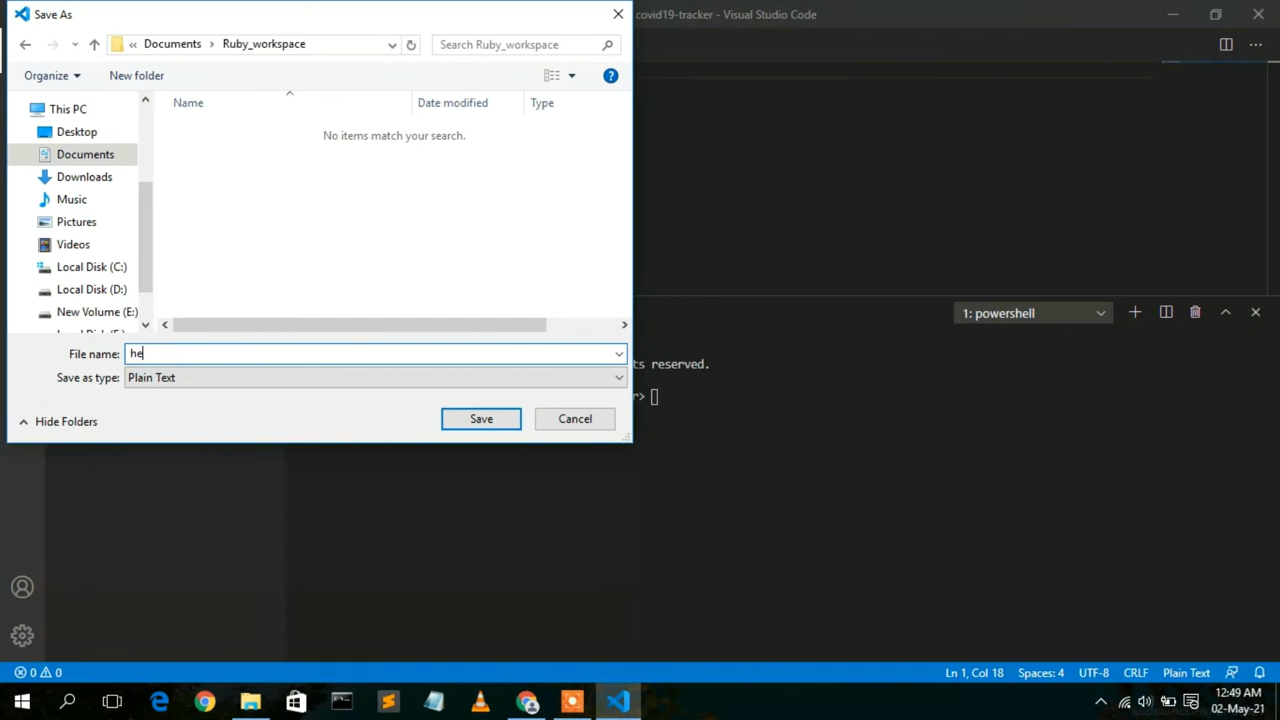 Save As
covid19-tracker - Visual Studio Code
« Documents › Ruby_workspace
Search Ruby_workspace
Organize
New folder
This PC
Desktop
Documents
Downloads
Music
Pictures
Videos
Local Disk (C:)
Local Disk (D:)
New Volume (E:)
Name
Date modified
Type
No items match your search.
File name: he
Save as type: Plain Text
Hide Folders
Save
Cancel
1: powershell
ts reserved.
r>
0 0
Ln 1, Col 18
Spaces: 4
UTF-8
CRLF
Plain Text
12:49 AM
02-May-21